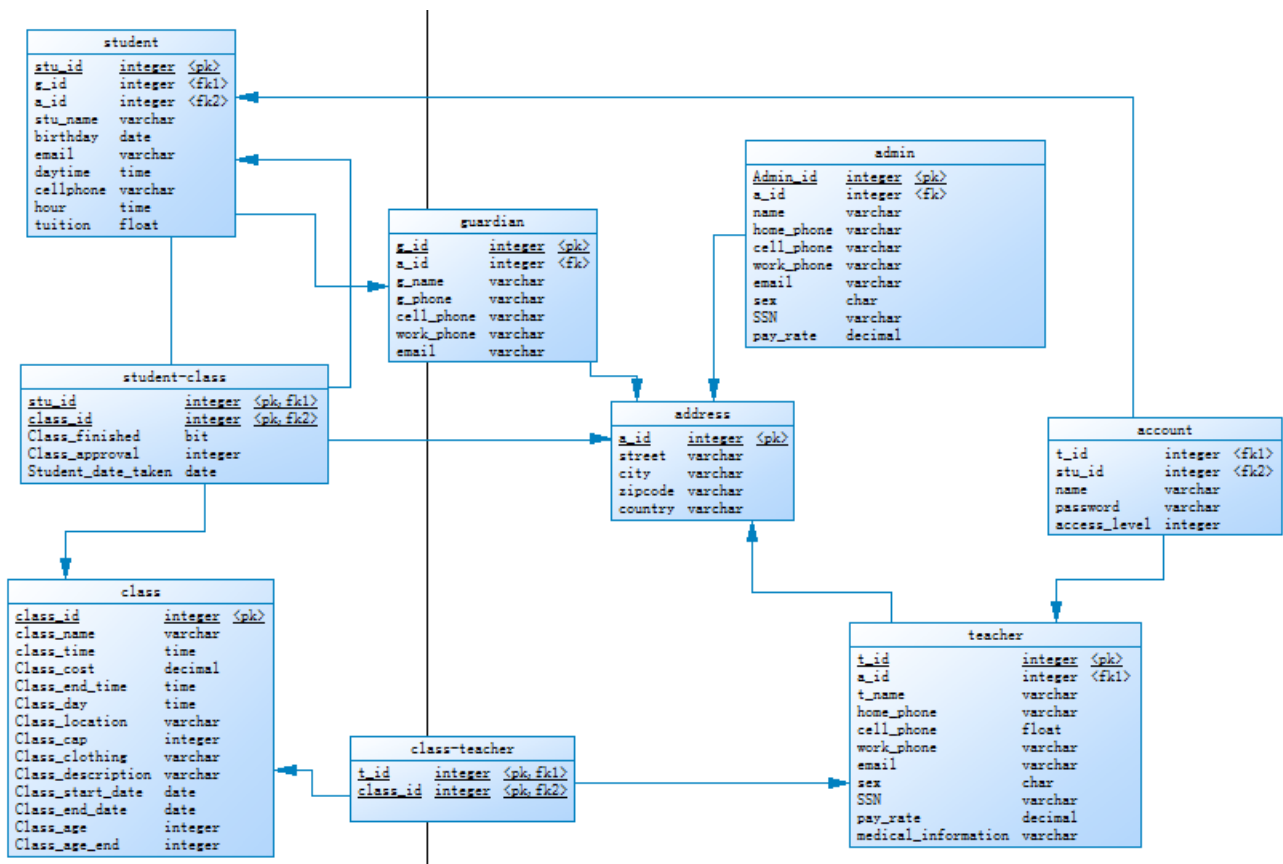 student
stu_id integer <pk>
g_id integer <fk1>
a_id integer <fk2>
stu_name varchar
birthday date
email varchar
daytime time
cellphone varchar
hour time
tuition float
admin
Admin_id integer <pk>
a_id integer <fk>
name varchar
home_phone varchar
cell_phone varchar
work_phone varchar
email varchar
sex char
SSN varchar
pay_rate decimal
guardian
g_id integer <pk>
a_id integer <fk>
g_name varchar
g_phone varchar
cell_phone varchar
work_phone varchar
email varchar
student-class
stu_id integer <pk,fk1>
class_id integer <pk,fk2>
Class_finished bit
Class_approval integer
Student_date_taken date
address
a_id integer <pk>
street varchar
city varchar
zipcode varchar
country varchar
account
t_id integer <fk1>
stu_id integer <fk2>
name varchar
password varchar
access_level integer
class
class_id integer <pk>
class_name varchar
class_time time
Class_cost decimal
Class_end_time time
Class_day time
Class_location varchar
Class_cap integer
Class_clothing varchar
Class_description varchar
Class_start_date date
Class_end_date date
Class_age integer
Class_age_end integer
class-teacher
t_id integer <pk,fk1>
class_id integer <pk,fk2>
teacher
t_id integer <pk>
a_id integer <fk1>
t_name varchar
home_phone varchar
cell_phone float
work_phone varchar
email varchar
sex char
SSN varchar
pay_rate decimal
medical_information varchar